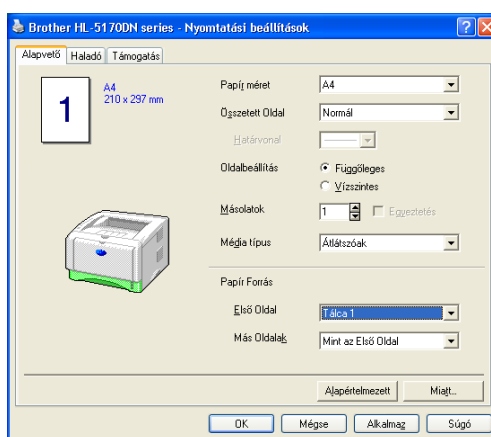 Brother HL-5170DN series - Nyomtatási beállítások
Alapvető Haladó Támogatás
1
A4
210 x 297 mm
Papír méret A4
Összetett Oldal Normál
Határvonal
Oldalbeállítás Függőleges
Vízszintes
Másolatok 1 Egyeztetés
Média típus Átlátszóak
Papír Forrás
Első Oldal Tálca 1
Más Oldalak Mint az Első Oldal
Alapértelmezett Miatt...
OK Mégse Alkalmaz Súgó